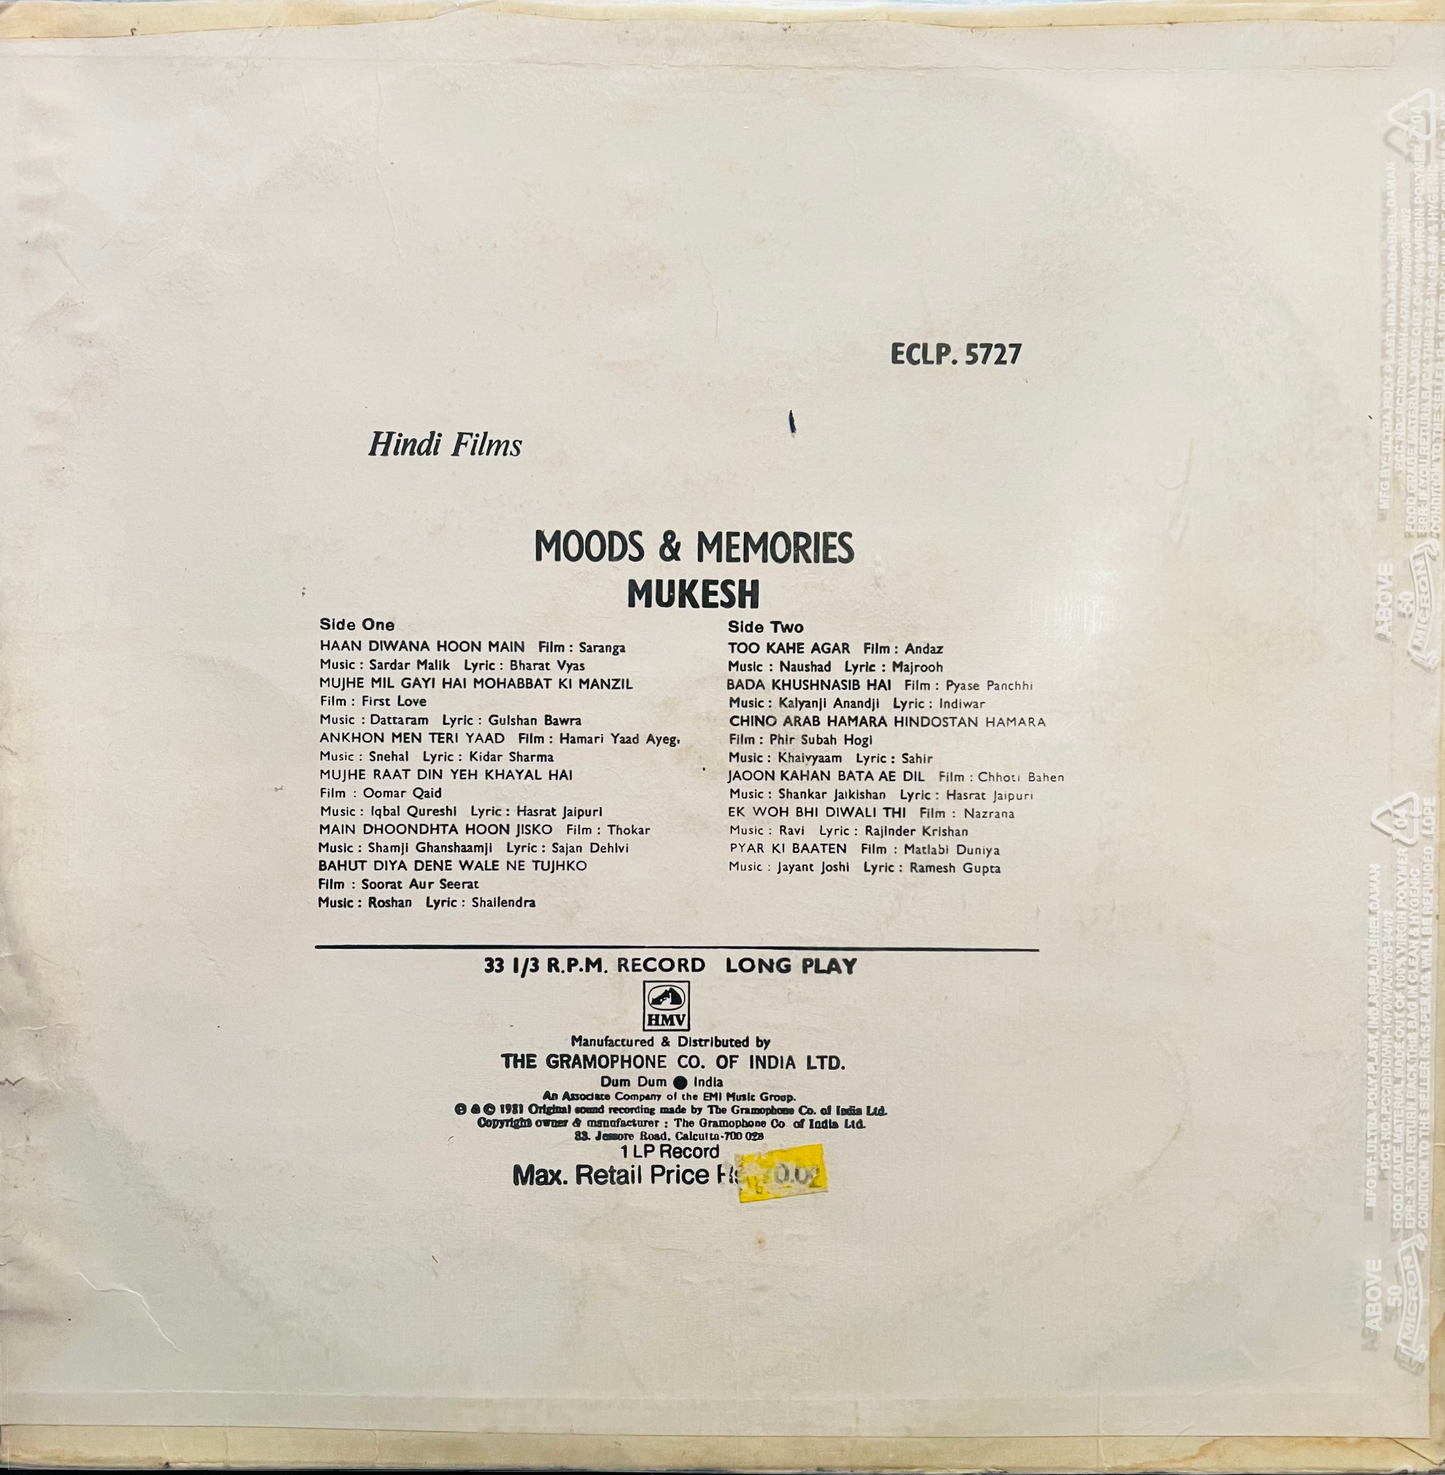 ECLP. 5727
Hindi Films
MOODS & MEMORIES
MUKESH
Side One
HAAN DIWANA HOON MAIN Film : Saranga
Music : Sardar Malik Lyric : Bharat Vyas
MUJHE MIL GAYI HAI MOHABBAT KI MANZIL
Film : First Love
Music : Dattaram Lyric : Gulshan Bawra
ANKHON MEN TERI YAAD Film : Hamari Yaad Ayegi
Music : Snehal Lyric : Kidar Sharma
MUJHE RAAT DIN YEH KHAYAL HAI
Film : Oomar Qaid
Music : Iqbal Qureshi Lyric : Hasrat Jaipuri
MAIN DHOONDHTA HOON JISKO Film : Thokar
Music : Shamji Ghanshaamji Lyric : Sajan Dehlvi
BAHUT DIYA DENE WALE NE TUJHKO
Film : Soorat Aur Seerat
Music : Roshan Lyric : Shailendra
Side Two
TOO KAHE AGAR Film : Andaz
Music : Naushad Lyric : Majrooh
BADA KHUSHNASIB HAI Film : Pyase Panchhi
Music : Kalyanji Anandji Lyric : Indiwar
CHINO ARAB HAMARA HINDOSTAN HAMARA
Film : Phir Subah Hogi
Music : Khaiyyaam Lyric : Sahir
JAOON KAHAN BATA AE DIL Film : Chhoti Bahen
Music : Shankar Jaikishan Lyric : Hasrat Jaipuri
EK WOH BHI DIWALI THI Film : Nazrana
Music : Ravi Lyric : Rajinder Krishan
PYAR KI BAATEN Film : Matlabi Duniya
Music : Jayant Joshi Lyric : Ramesh Gupta
33 1/3 R.P.M. RECORD LONG PLAY
HMV
Manufactured & Distributed by
THE GRAMOPHONE CO. OF INDIA LTD.
Dum Dum ● India
An Associate Company of the EMI Music Group.
© 1981 Original sound recording made by The Gramophone Co. of India Ltd.
Copyright owner & manufacturer : The Gramophone Co of India Ltd.
33, Jessore Road, Calcutta-700 028
1 LP Record
Max. Retail Price
ABOVE
50
MICRON
ABOVE
50
MICRON